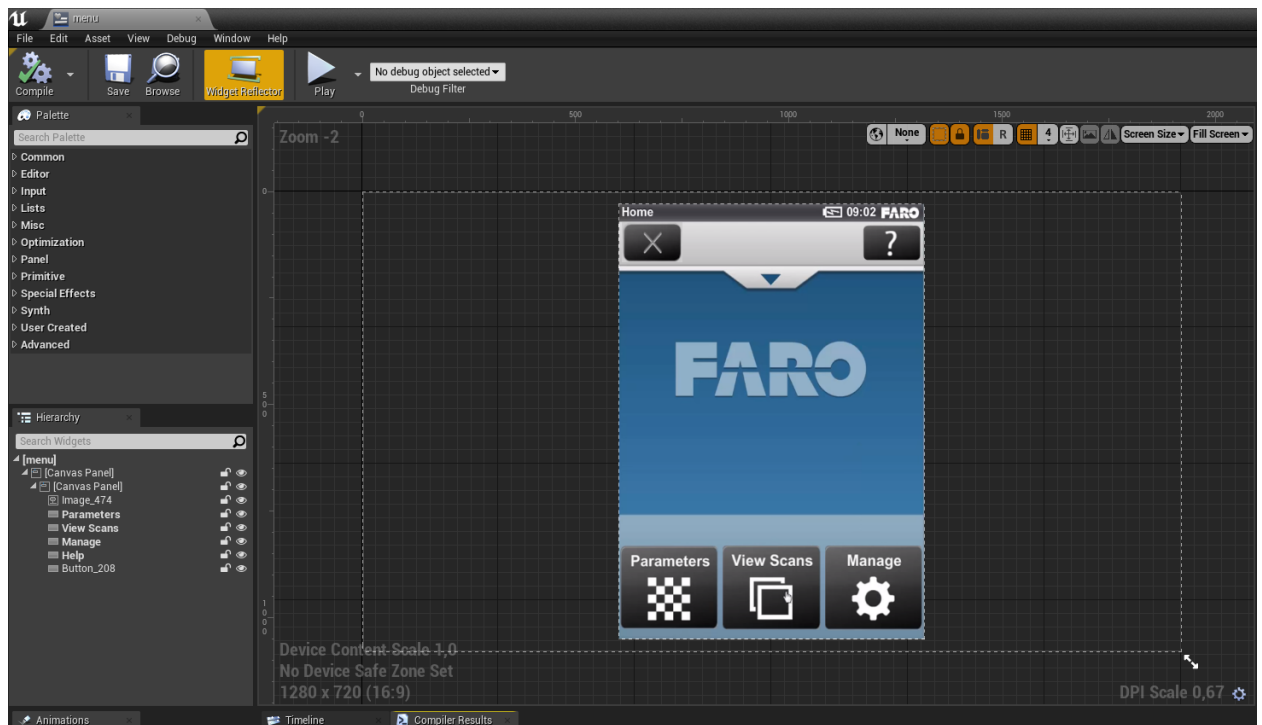 menu
File Edit Asset View Debug Window Help
No debug object selected
Compile Save Browse Widget Reflector Play Debug Filter
Palette
Search Palette
Common
Editor
Input
Lists
Misc
Optimization
Panel
Primitive
Special Effects
Synth
User Created
Advanced
Hierarchy
Search Widgets
[menu]
[Canvas Panel]
[Canvas Panel]
Image_474
Parameters
View Scans
Manage
Help
Button_208
Animations
0 500 1000 1500 2000
Zoom -2
None R 4 Screen Size Fill Screen
0
500
1000
Home 09:02 FARO
?
FARO
Parameters View Scans Manage
Device Content Scale 1,0
No Device Safe Zone Set
1280 x 720 (16:9)
DPI Scale 0,67
Timeline Compiler Results